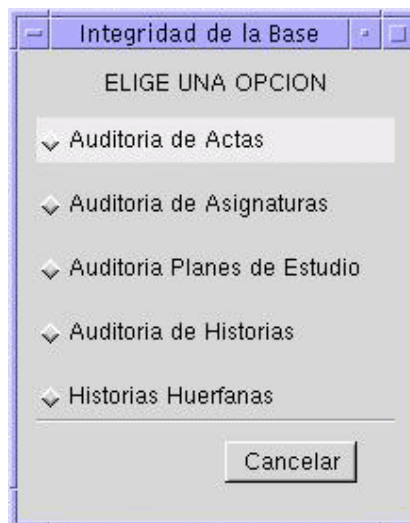 Integridad de la Base
ELIGE UNA OPCION
Auditoria de Actas
Auditoria de Asignaturas
Auditoria Planes de Estudio
Auditoria de Historias
Historias Huerfanas
Cancelar